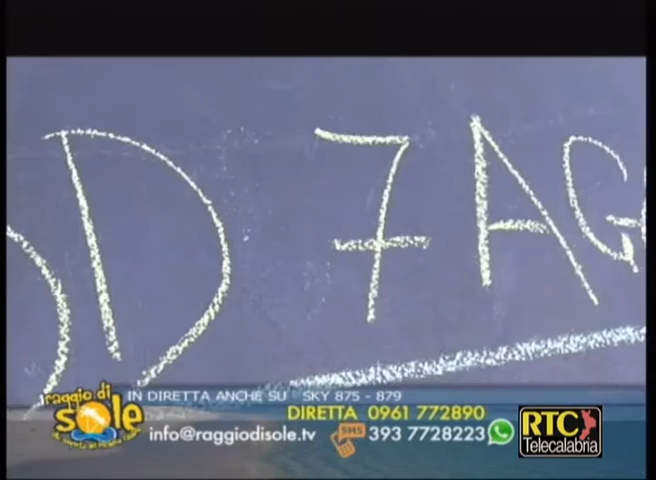 D 7 AG
raggio di
sole
IN DIRETTA ANCHE SU SKY 875 - 879
DIRETTA 0961 772890
info@raggiodisole.tv SMS 393 7728223
RTC
Telecalabria